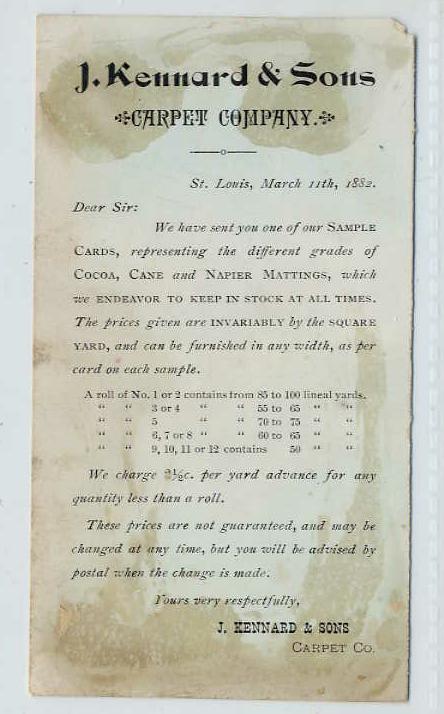 J. Kennard & Sons
CARPET COMPANY.
St. Louis, March 11th, 1882.
Dear Sir:
We have sent you one of our SAMPLE
CARDS, representing the different grades of
COCOA, CANE and NAPIER MATTINGS, which
we ENDEAVOR TO KEEP IN STOCK AT ALL TIMES.
The prices given are INVARIABLY by the SQUARE
YARD, and can be furnished in any width, as per
card on each sample.
A roll of No. 1 or 2 contains from 85 to 100 lineal yards.
“ “ 3 or 4 “ “ 55 to 65 “ “
“ “ 5 “ “ 70 to 75 “ “
“ “ 6, 7 or 8 “ “ 60 to 65 “ “
“ “ 9, 10, 11 or 12 contains 50 “ “
We charge 2½c. per yard advance for any
quantity less than a roll.
These prices are not guaranteed, and may be
changed at any time, but you will be advised by
postal when the change is made.
Yours very respectfully,
J. KENNARD & SONS
CARPET CO.